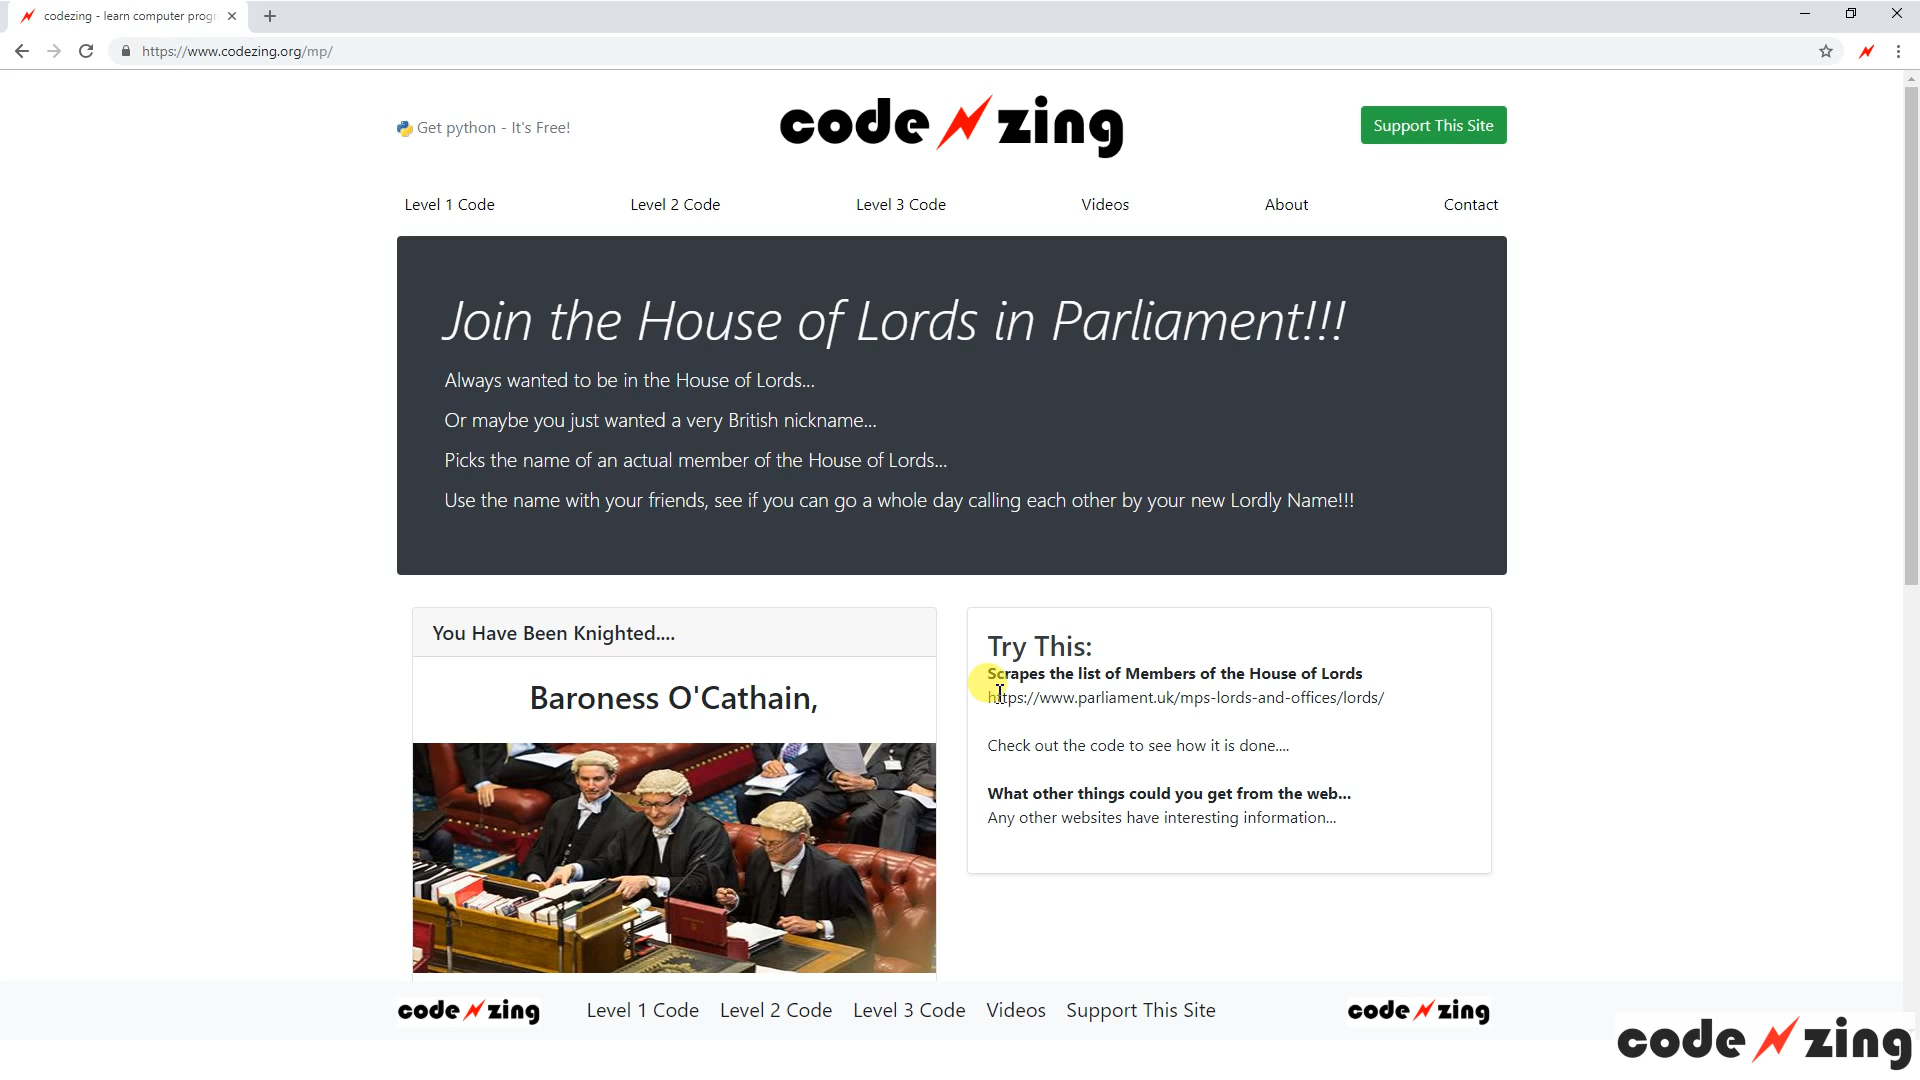 codezing - learn computer progr
https://www.codezing.org/mp/
Get python - It's Free!
code zing
Support This Site
Level 1 Code
Level 2 Code
Level 3 Code
Videos
About
Contact
Join the House of Lords in Parliament!!!
Always wanted to be in the House of Lords...
Or maybe you just wanted a very British nickname...
Picks the name of an actual member of the House of Lords...
Use the name with your friends, see if you can go a whole day calling each other by your new Lordly Name!!!
You Have Been Knighted....
Baroness O'Cathain,
Try This:
Scrapes the list of Members of the House of Lords
https://www.parliament.uk/mps-lords-and-offices/lords/
Check out the code to see how it is done....
What other things could you get from the web...
Any other websites have interesting information...
code zing
Level 1 Code
Level 2 Code
Level 3 Code
Videos
Support This Site
code zing
code zing